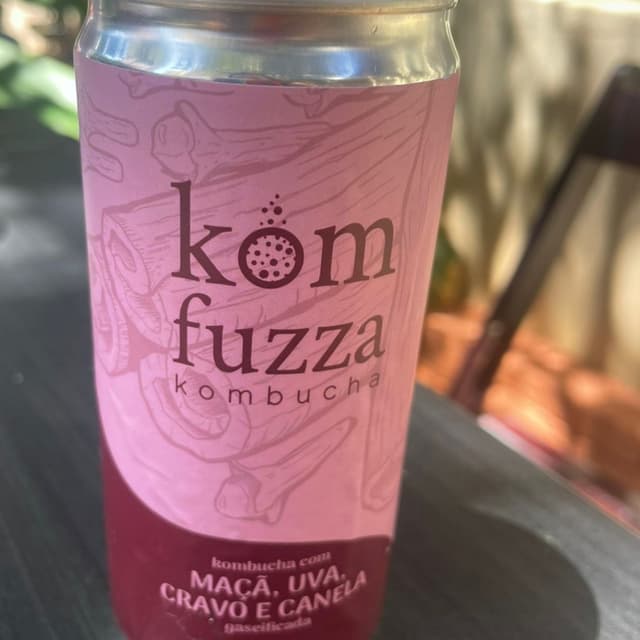 kom
fuzza
kombucha
kombucha com
MAÇÃ, UVA,
CRAVO E CANELA
gaseificada